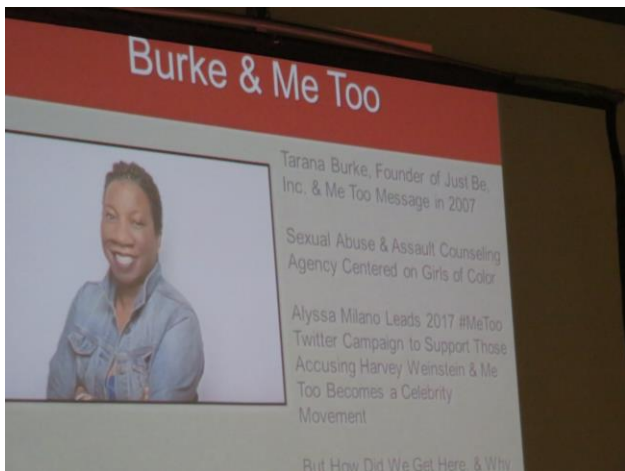 Burke & Me Too
Tarana Burke, Founder of Just Be,
Inc. & Me Too Message in 2007
Sexual Abuse & Assault Counseling
Agency Centered on Girls of Color
Alyssa Milano Leads 2017 #MeToo
Twitter Campaign to Support Those
Accusing Harvey Weinstein & Me
Too Becomes a Celebrity
Movement
But How Did We Get Here, & Why